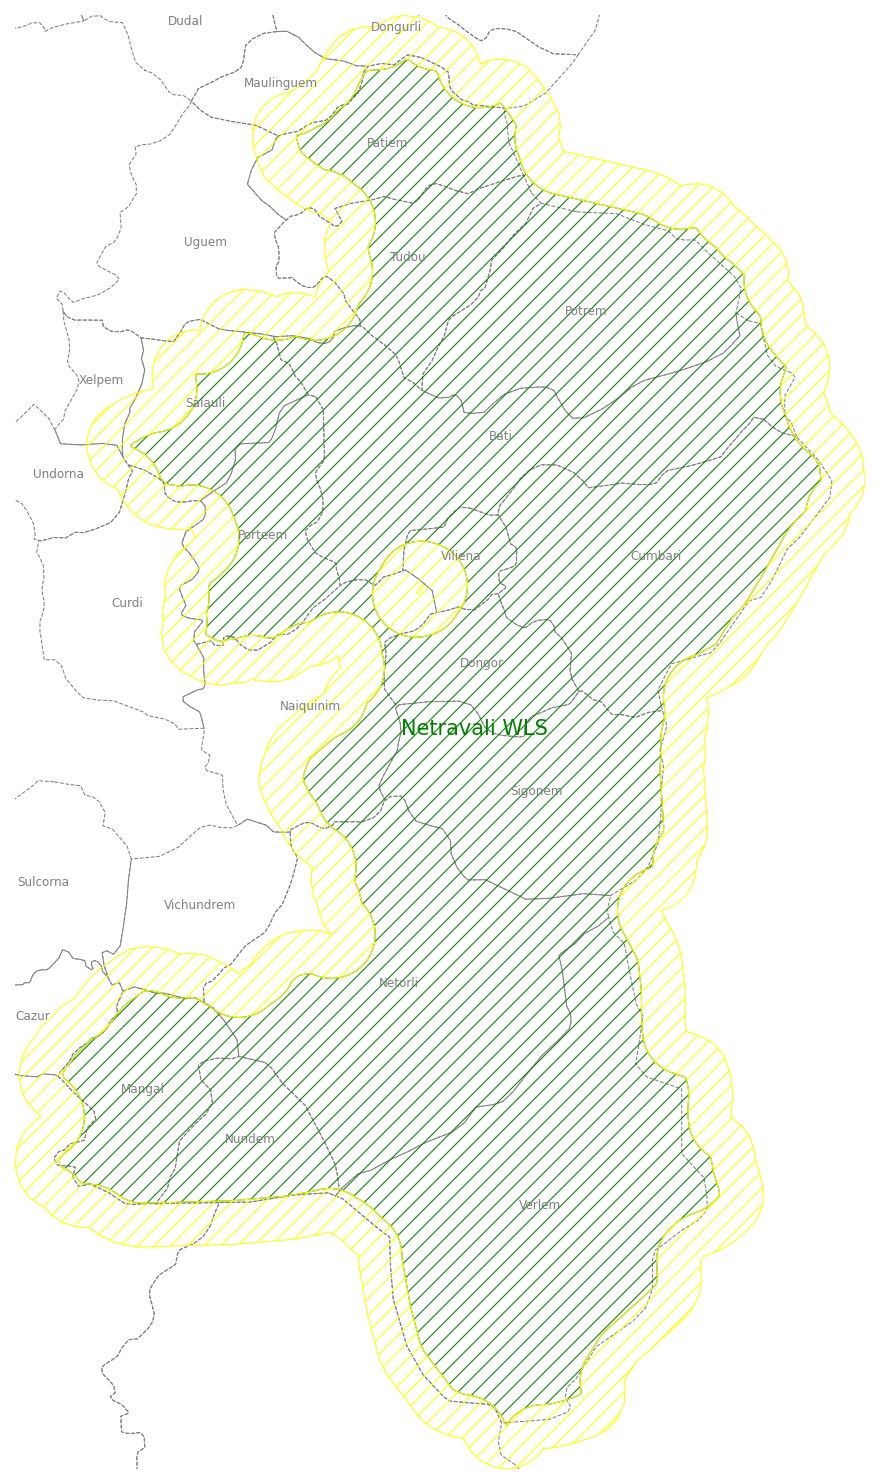 Dudal
Dongurli
Maulinguem
Patiem
Uguem
Tudou
Potrem
Xelpem
Salauli
Bati
Undorna
Porteem
Viliena
Cumbari
Curdi
Dongor
Naiquinim
Netravali WLS
Sigonem
Sulcorna
Vichundrem
Netorli
Cazur
Mangal
Nundem
Verlem